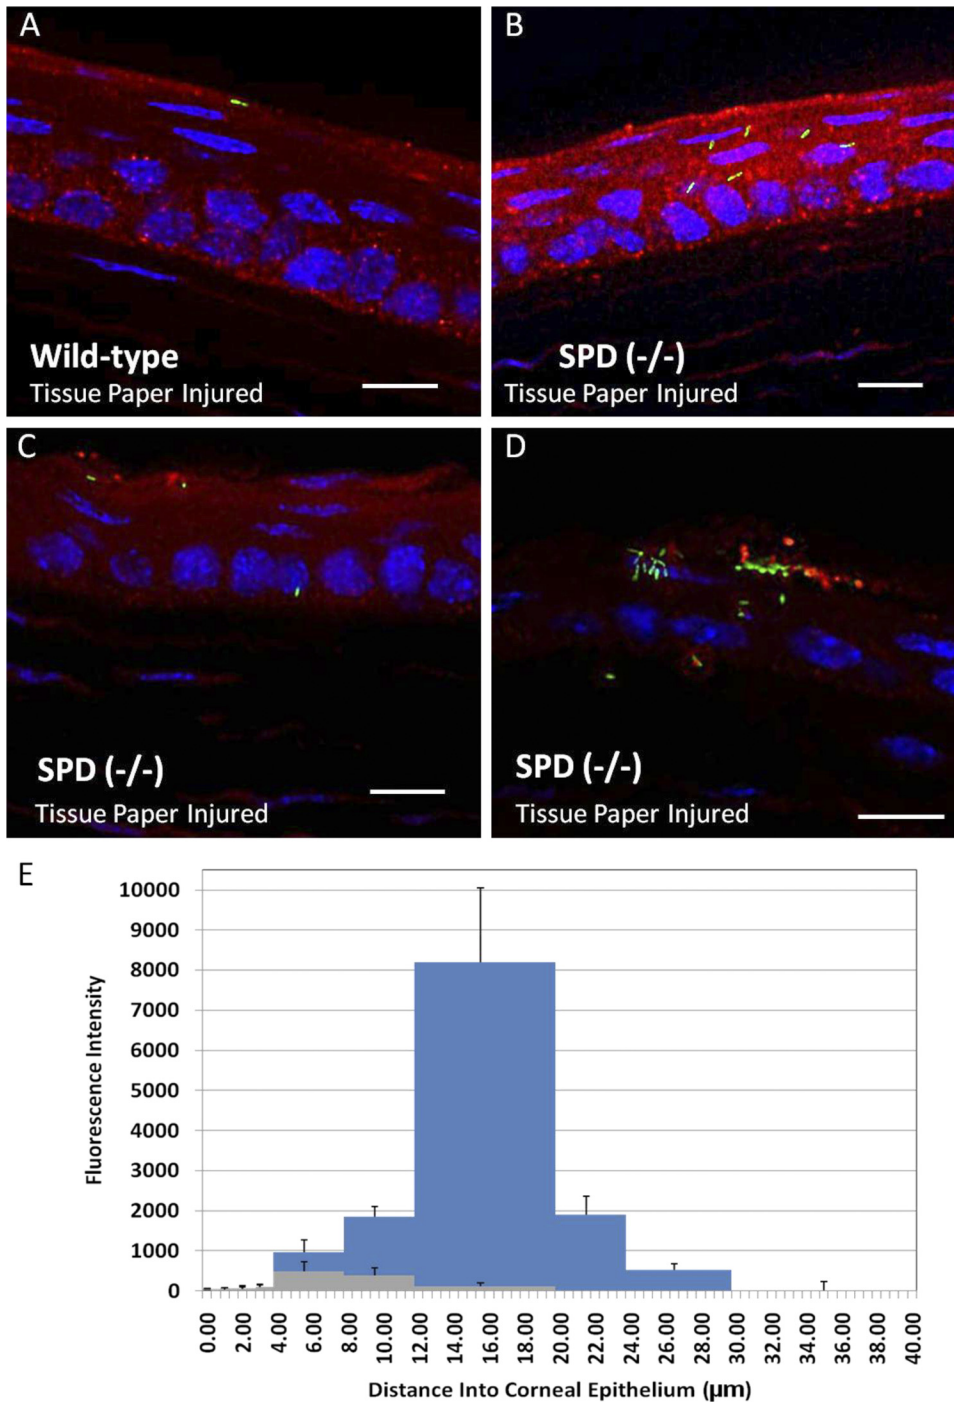 A
B
Wild-type
Tissue Paper Injured
SPD (-/-)
Tissue Paper Injured
C
D
SPD (-/-)
Tissue Paper Injured
SPD (-/-)
Tissue Paper Injured
E
10000
9000
8000
7000
6000
5000
4000
3000
2000
1000
0
Fluorescence Intensity
0.00
2.00
4.00
6.00
8.00
10.00
12.00
14.00
16.00
18.00
20.00
22.00
24.00
26.00
28.00
30.00
32.00
34.00
36.00
38.00
40.00
Distance Into Corneal Epithelium (µm)